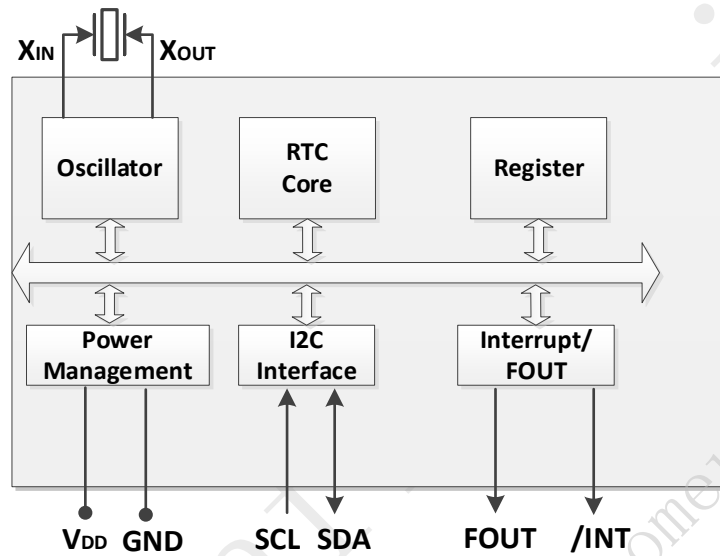 XIN XOUT
Oscillator
RTC
Core
Register
Power
Management
I2C
Interface
Interrupt/
FOUT
VDD GND SCL SDA FOUT /INT